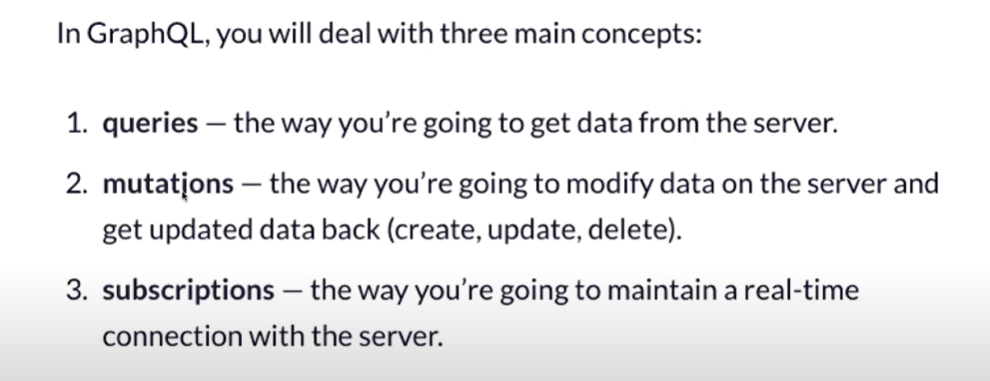 In GraphQL, you will deal with three main concepts:
1. queries — the way you're going to get data from the server.
2. mutations — the way you're going to modify data on the server and
get updated data back (create, update, delete).
3. subscriptions — the way you're going to maintain a real-time
connection with the server.